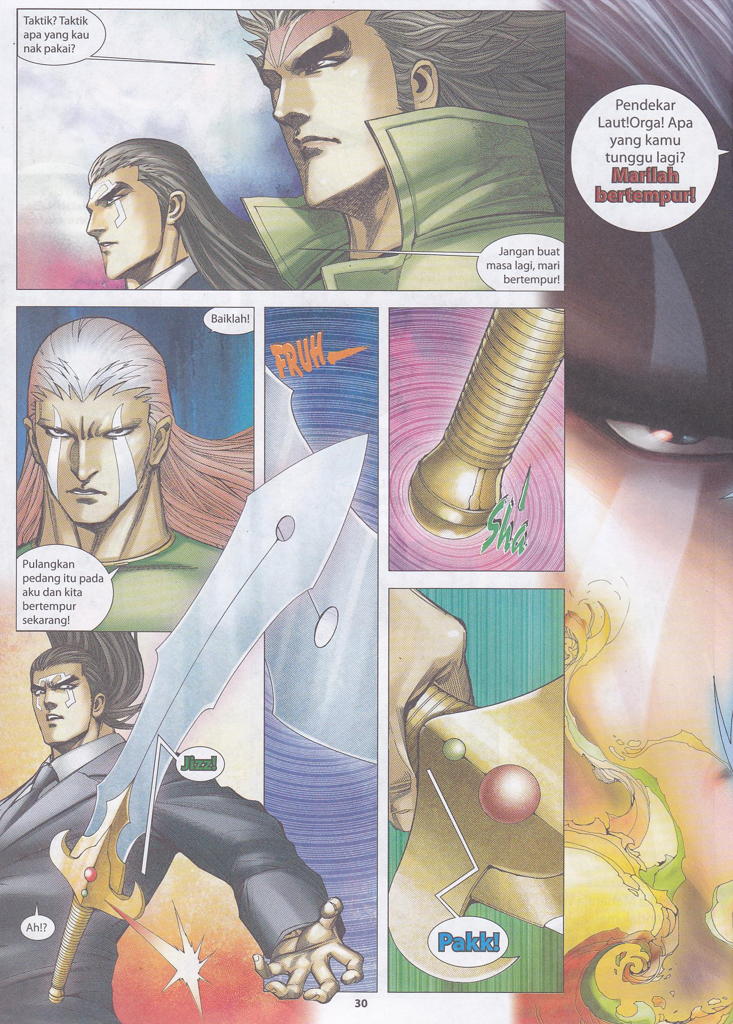 Taktik? Taktik
apa yang kau
nak pakai?
Jangan buat
masa lagi, mari
bertempur!
Pendekar
Laut!Orga! Apa
yang kamu
tunggu lagi?
Marilah
bertempur!
Baiklah!
Pulangkan
pedang itu pada
aku dan kita
bertempur
sekarang!
FRUH
Sha!
Jizz!
Ah!?
Pakk!
30